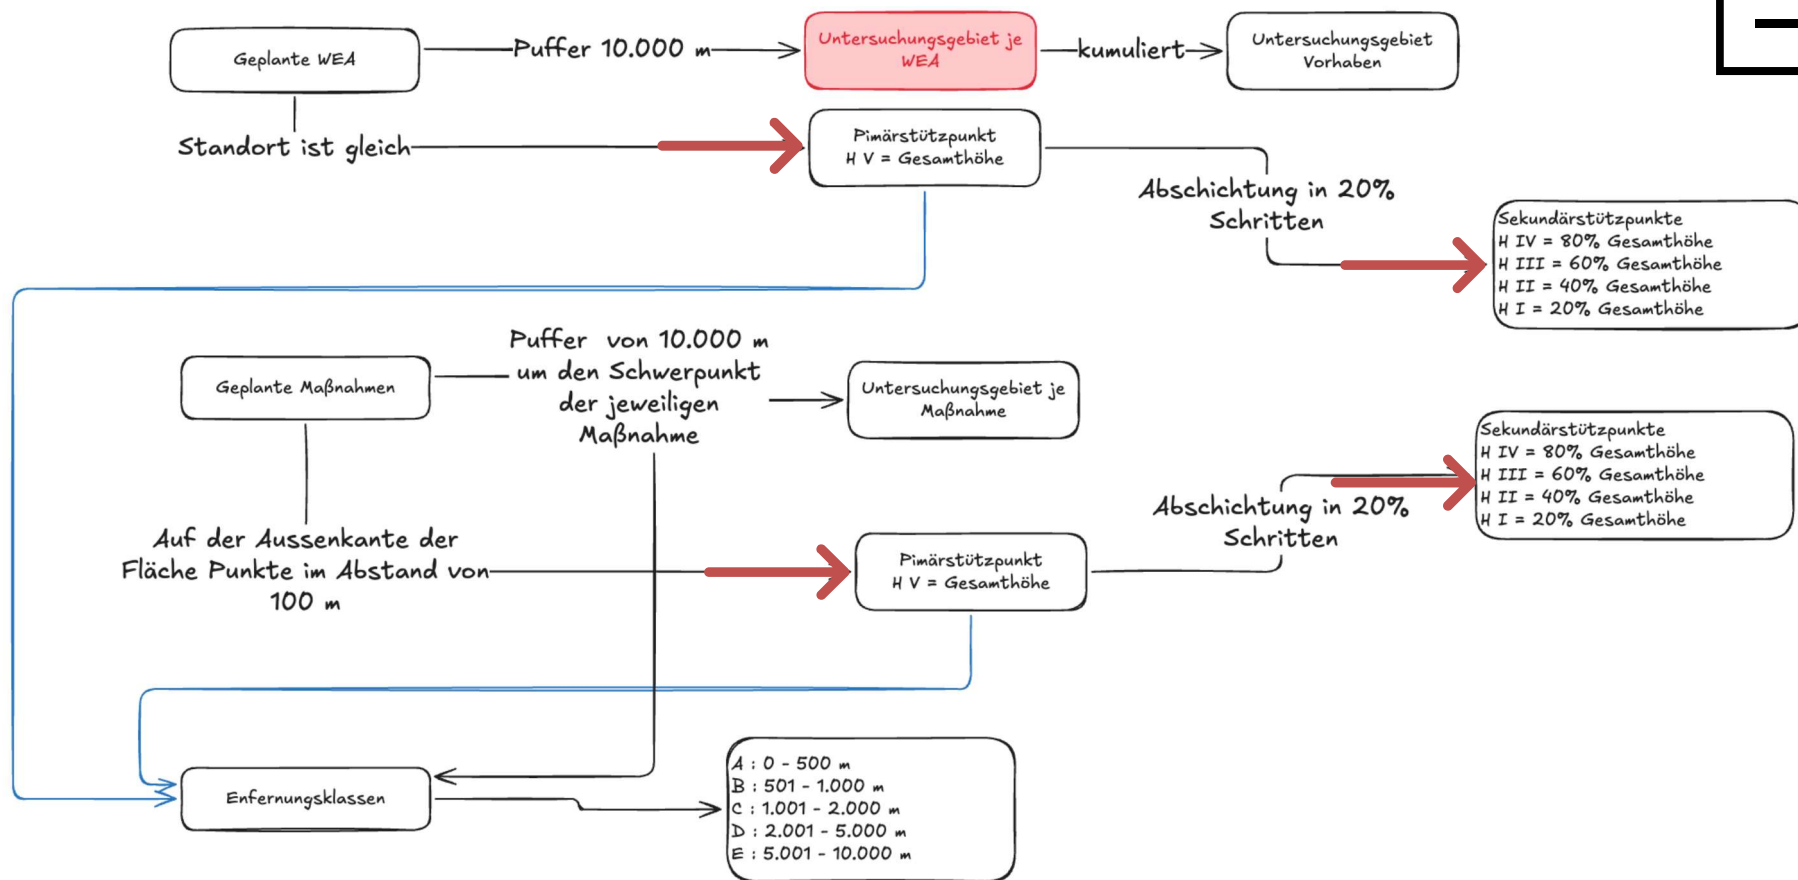 Geplante WEA
Puffer 10.000 m
Untersuchungsgebiet je
WEA
kumuliert
Untersuchungsgebiet
Vorhaben
Standort ist gleich
Pimärstützpunkt
H V = Gesamthöhe
Abschichtung in 20%
Schritten
Sekundärstützpunkte
H IV = 80% Gesamthöhe
H III = 60% Gesamthöhe
H II = 40% Gesamthöhe
H I = 20% Gesamthöhe
Geplante Maßnahmen
Puffer von 10.000 m
um den Schwerpunkt
der jeweiligen
Maßnahme
Untersuchungsgebiet je
Maßnahme
Auf der Aussenkante der
Fläche Punkte im Abstand von
100 m
Pimärstützpunkt
H V = Gesamthöhe
Abschichtung in 20%
Schritten
Sekundärstützpunkte
H IV = 80% Gesamthöhe
H III = 60% Gesamthöhe
H II = 40% Gesamthöhe
H I = 20% Gesamthöhe
Enfernungsklassen
A : 0 - 500 m
B : 501 - 1.000 m
C : 1.001 - 2.000 m
D : 2.001 - 5.000 m
E : 5.001 - 10.000 m